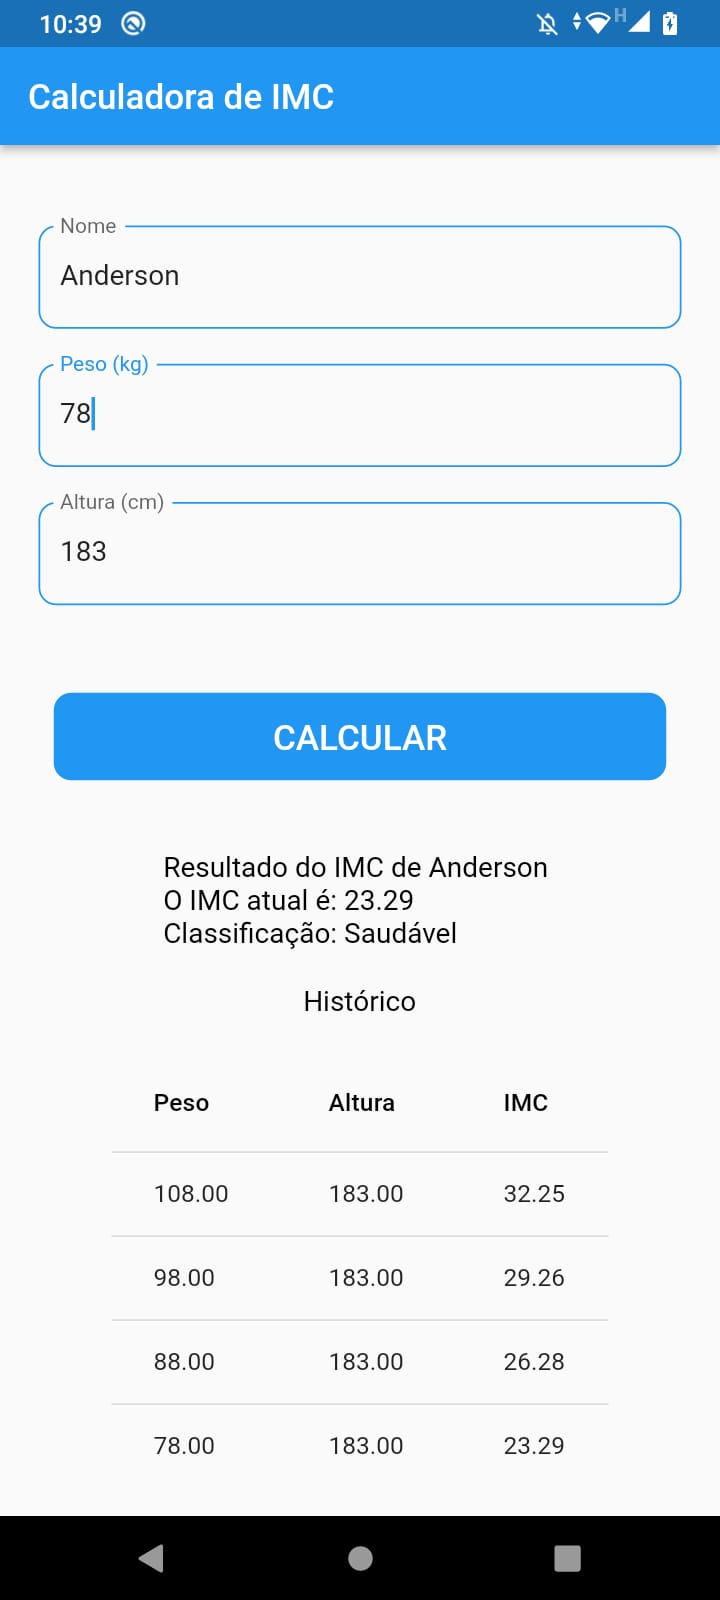 10:39
H
Calculadora de IMC
Nome
Anderson
Peso (kg)
78
Altura (cm)
183
CALCULAR
Resultado do IMC de Anderson
O IMC atual é: 23.29
Classificação: Saudável
Histórico
Peso Altura IMC
108.00 183.00 32.25
98.00 183.00 29.26
88.00 183.00 26.28
78.00 183.00 23.29